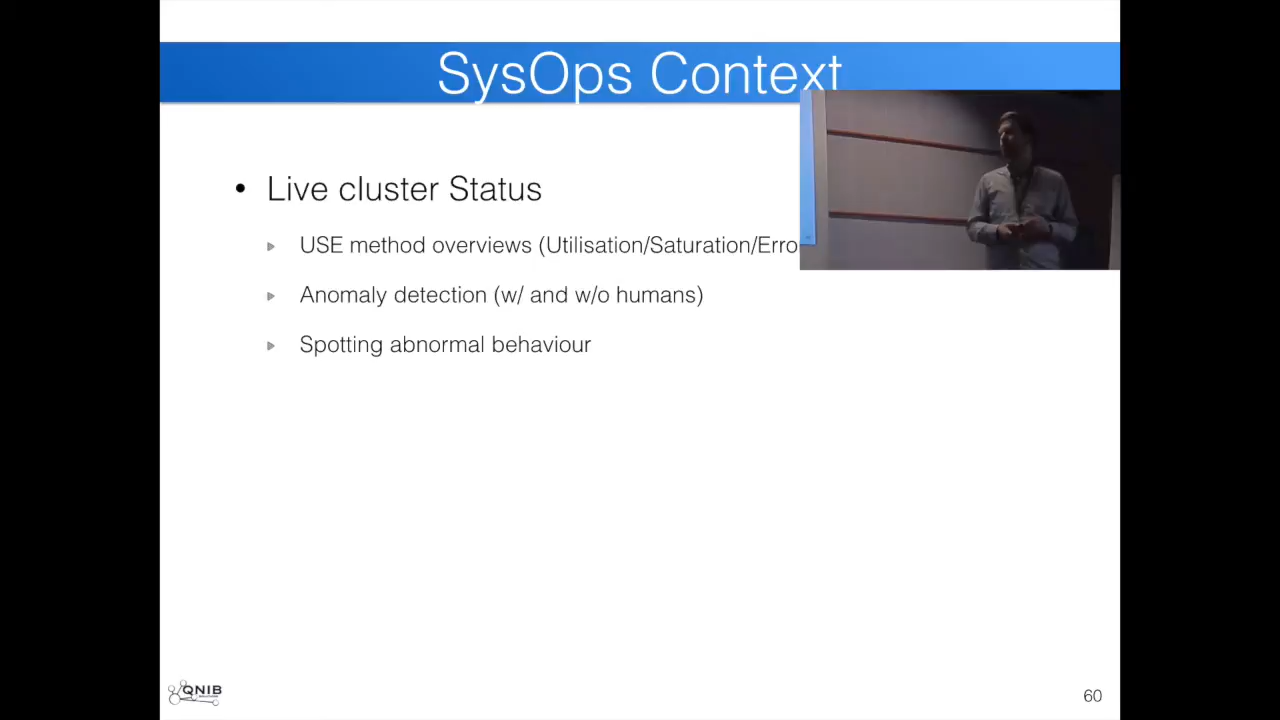 SysOps Context
• Live cluster Status
USE method overviews (Utilisation/Saturation/Erro
Anomaly detection (w/ and w/o humans)
Spotting abnormal behaviour
QNIB
60